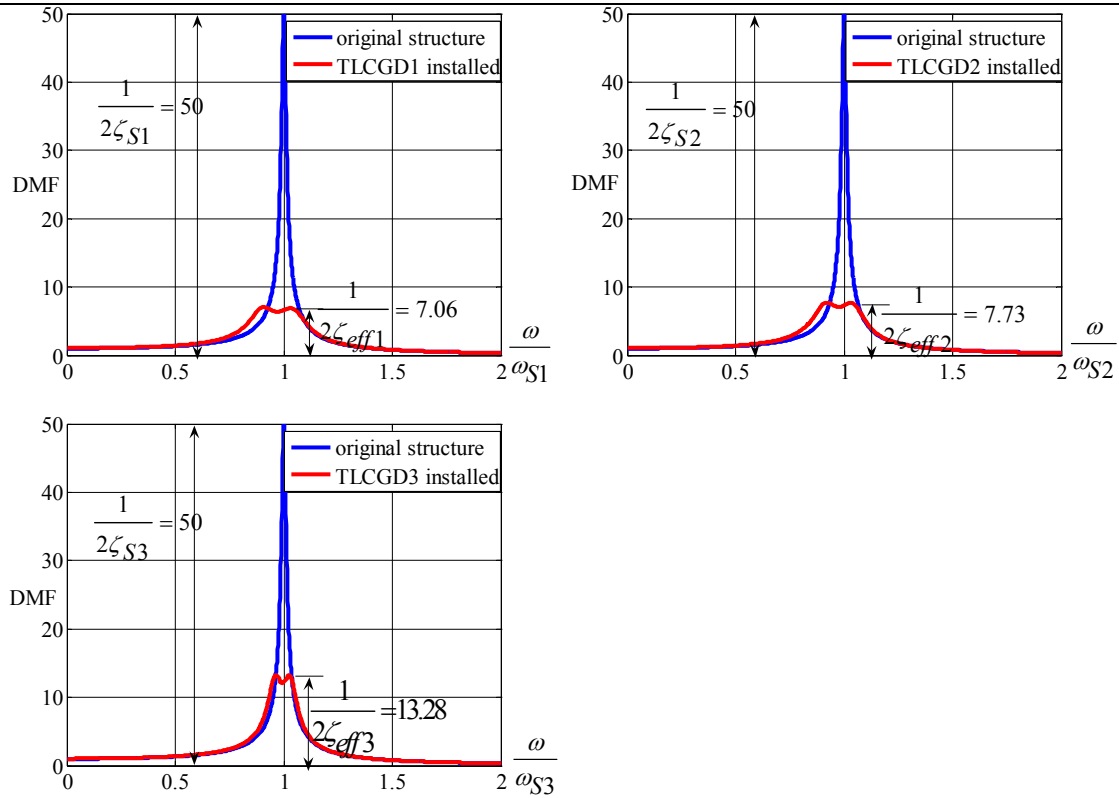 50
40
30
DMF
20
10
0
0 0.5 1 1.5 2
original structure
TLCGD1 installed
1/2ζS1 = 50
1/2ζeff1 = 7.06
ω/ωS1
50
40
30
DMF
20
10
0
0 0.5 1 1.5 2
original structure
TLCGD2 installed
1/2ζS2 = 50
1/2ζeff2 = 7.73
ω/ωS2
50
40
30
DMF
20
10
0
0 0.5 1 1.5 2
original structure
TLCGD3 installed
1/2ζS3 = 50
1/2ζeff3 =13.28
ω/ωS3